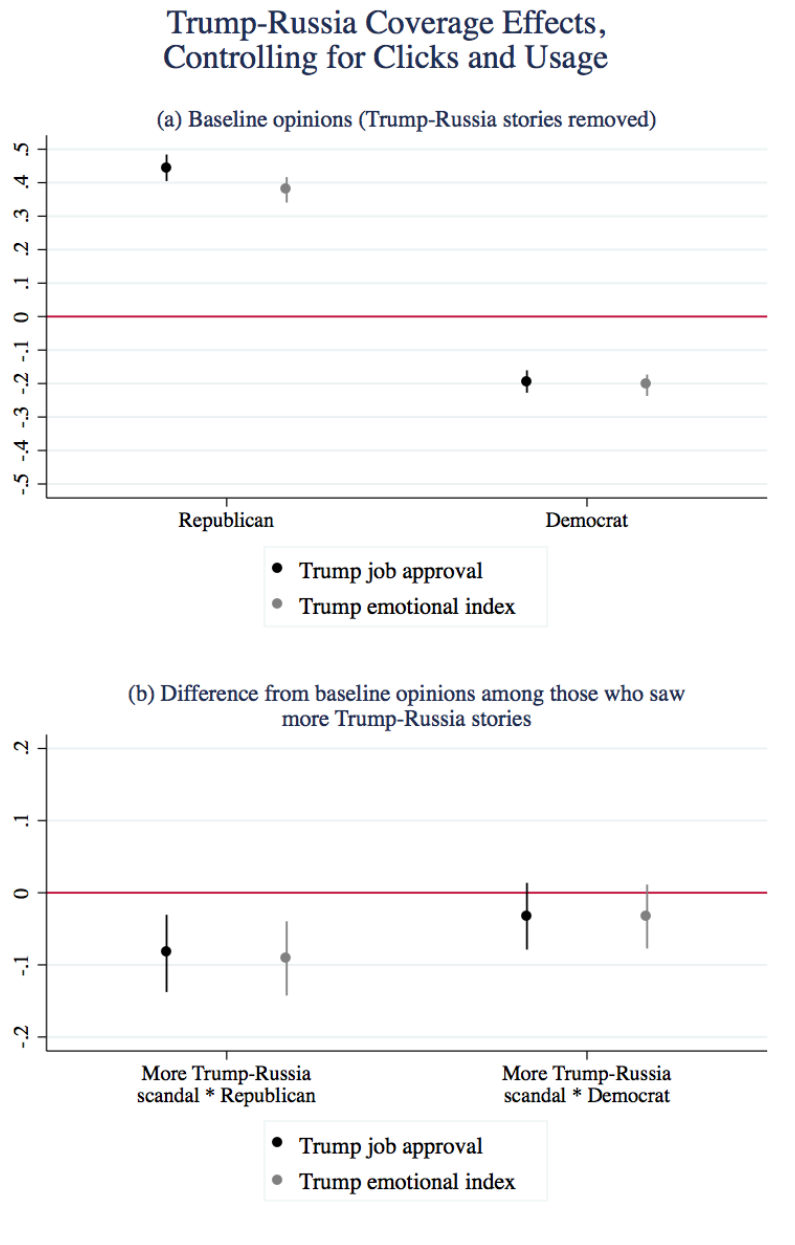 Trump-Russia Coverage Effects,
Controlling for Clicks and Usage
(a) Baseline opinions (Trump-Russia stories removed)
.5
.4
.3
.2
.1
0
-.1
-.2
-.3
-.4
-.5
Republican
Democrat
Trump job approval
Trump emotional index
(b) Difference from baseline opinions among those who saw
more Trump-Russia stories
.2
.1
0
-.1
-.2
More Trump-Russia
scandal * Republican
More Trump-Russia
scandal * Democrat
Trump job approval
Trump emotional index